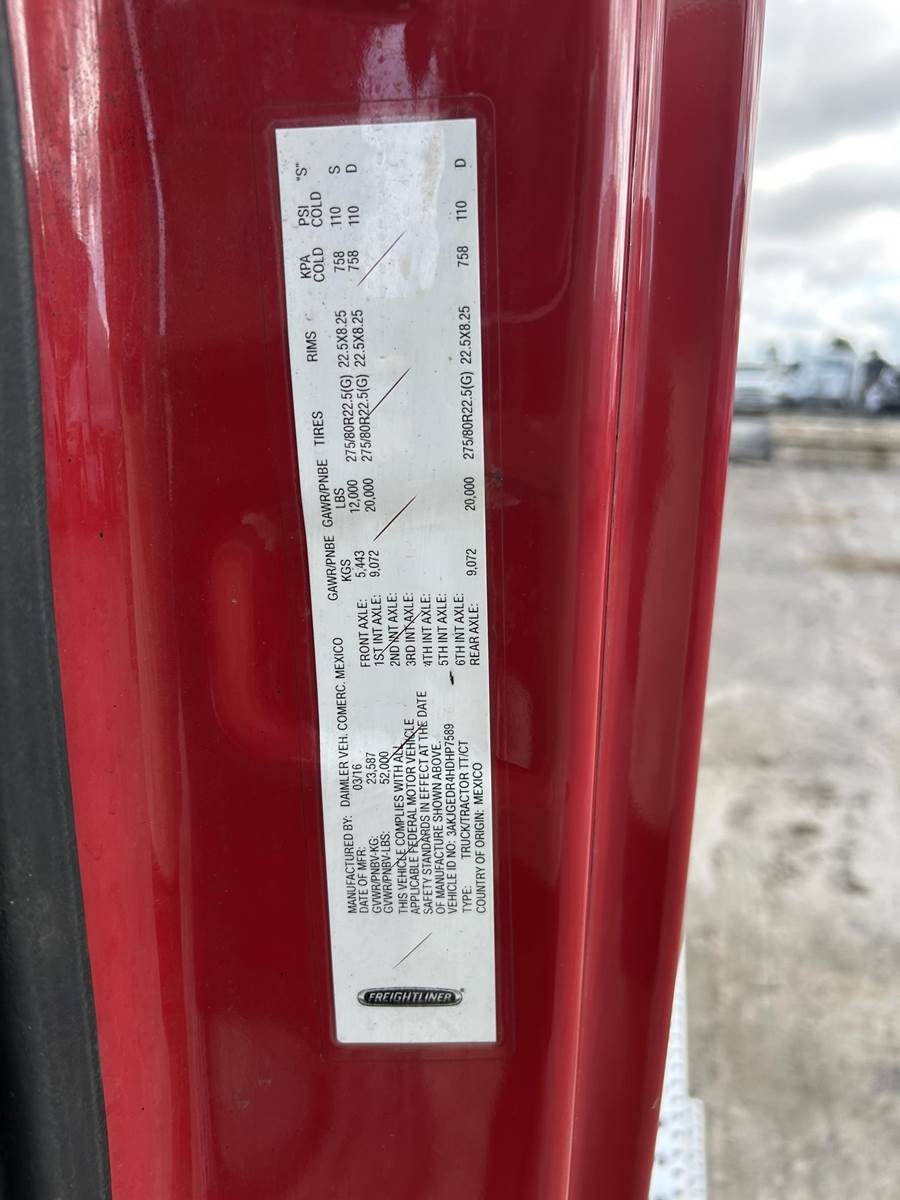 FREIGHTLINER
MANUFACTURED BY: DAIMLER VEH. COMERC. MEXICO
DATE OF MFR: 03/16
GVWR/PNBV-KG: 23,587
GVWR/PNBV-LBS: 52,000
THIS VEHICLE COMPLIES WITH ALL
APPLICABLE FEDERAL MOTOR VEHICLE
SAFETY STANDARDS IN EFFECT AT THE DATE
OF MANUFACTURE SHOWN ABOVE.
VEHICLE ID NO: 3AKJGEDR4HDHP7589
TYPE: TRUCK/TRACTOR TT/CT
COUNTRY OF ORIGIN: MEXICO
GAWR/PNBE GAWR/PNBE TIRES RIMS KPA PSI "S"
KGS LBS COLD COLD
FRONT AXLE: 5,443 12,000 275/80R22.5(G) 22.5X8.25 758 110 S
1ST INT AXLE: 9,072 20,000 275/80R22.5(G) 22.5X8.25 758 110 D
2ND INT AXLE:
3RD INT AXLE:
4TH INT AXLE:
5TH INT AXLE:
6TH INT AXLE:
REAR AXLE: 9,072 20,000 275/80R22.5(G) 22.5X8.25 758 110 D